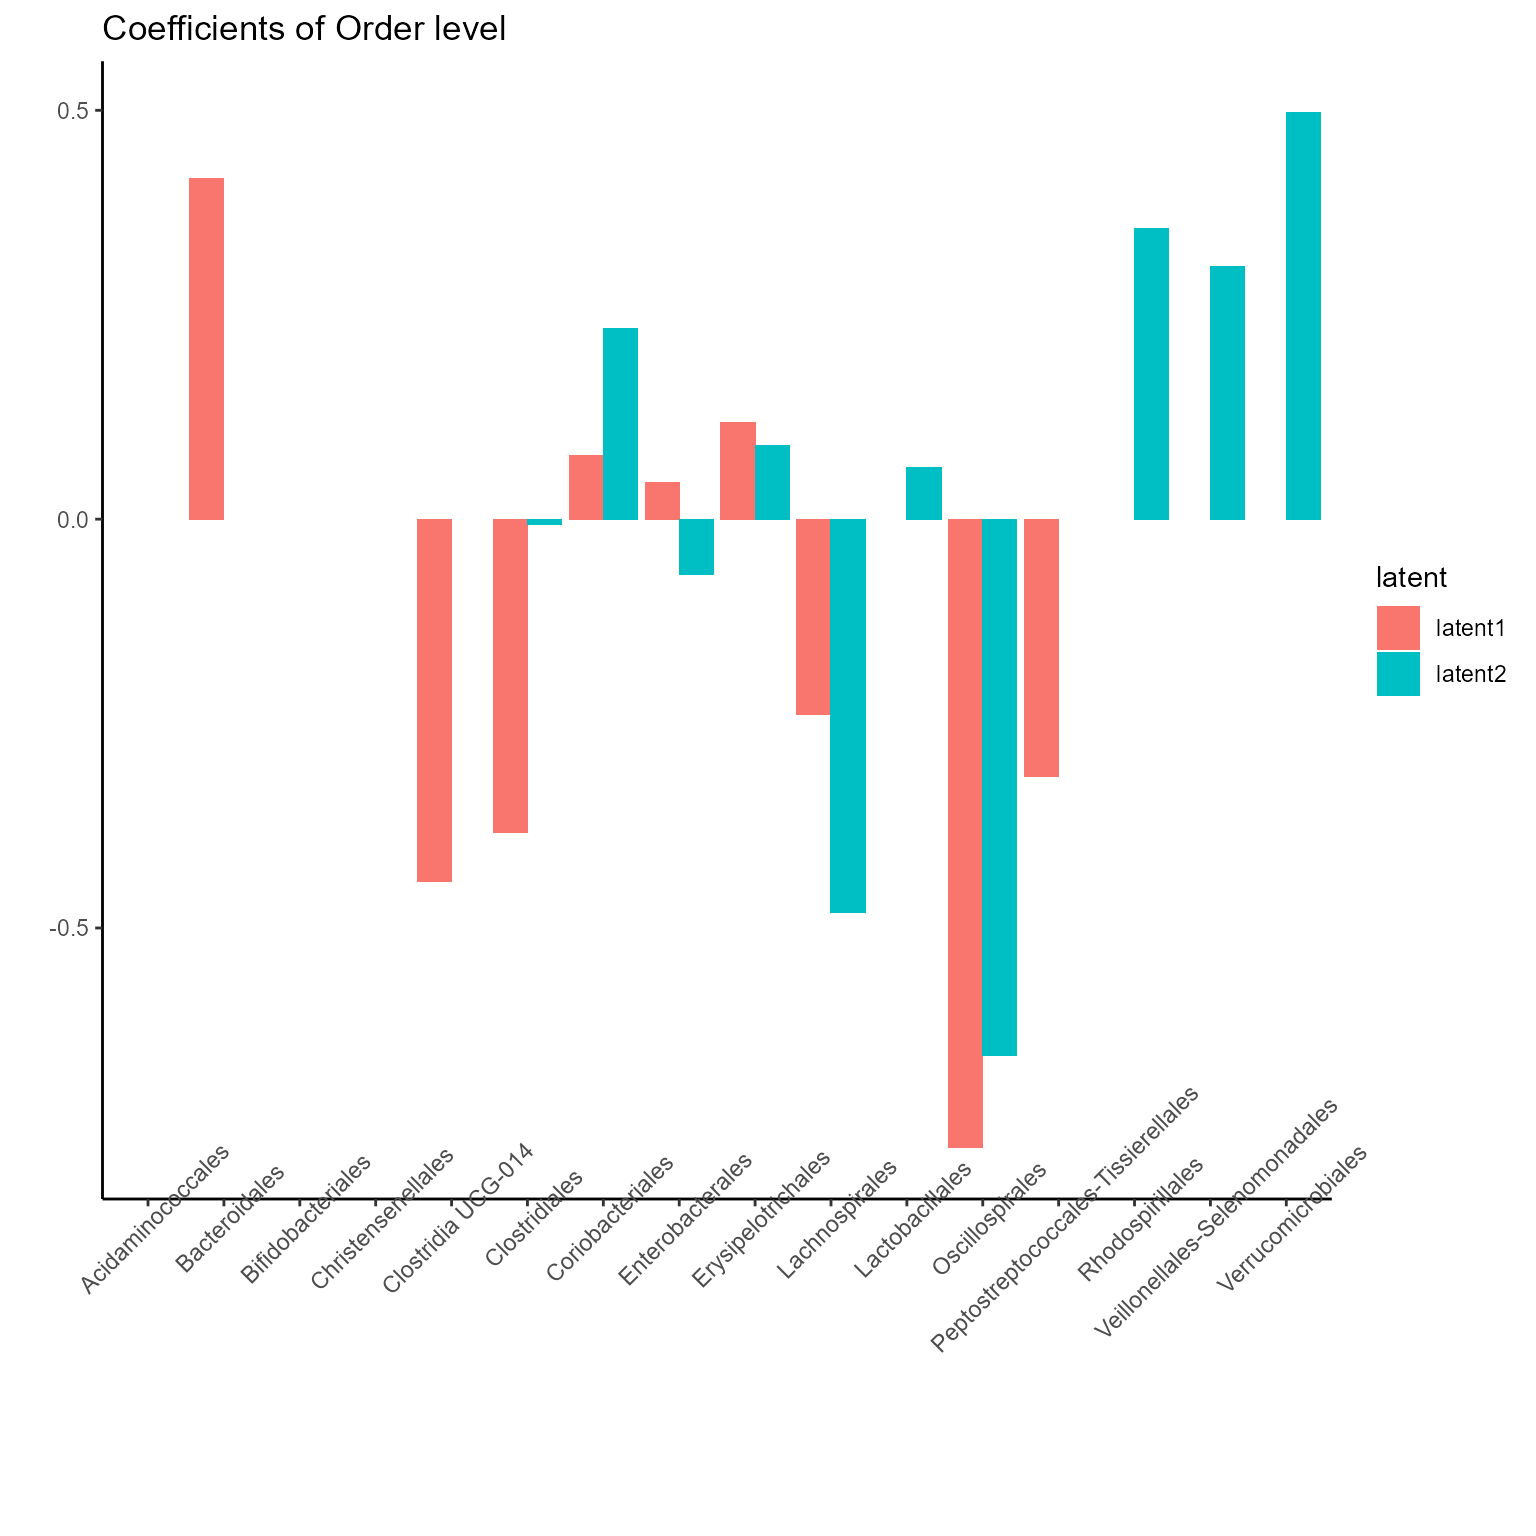 Coefficients of Order level
0.5
0.0
-0.5
Acidaminococcales
Bacteroidales
Bifidobacteriales
Christensenellales
Clostridia UCG-014
Clostridiales
Coriobacteriales
Enterobacterales
Erysipelotrichales
Lachnospirales
Lactobacillales
Oscillospirales
Peptostreptococcales-Tissierellales
Rhodospirillales
Veillonellales-Selenomonadales
Verrucomicrobiales
latent
latent1
latent2